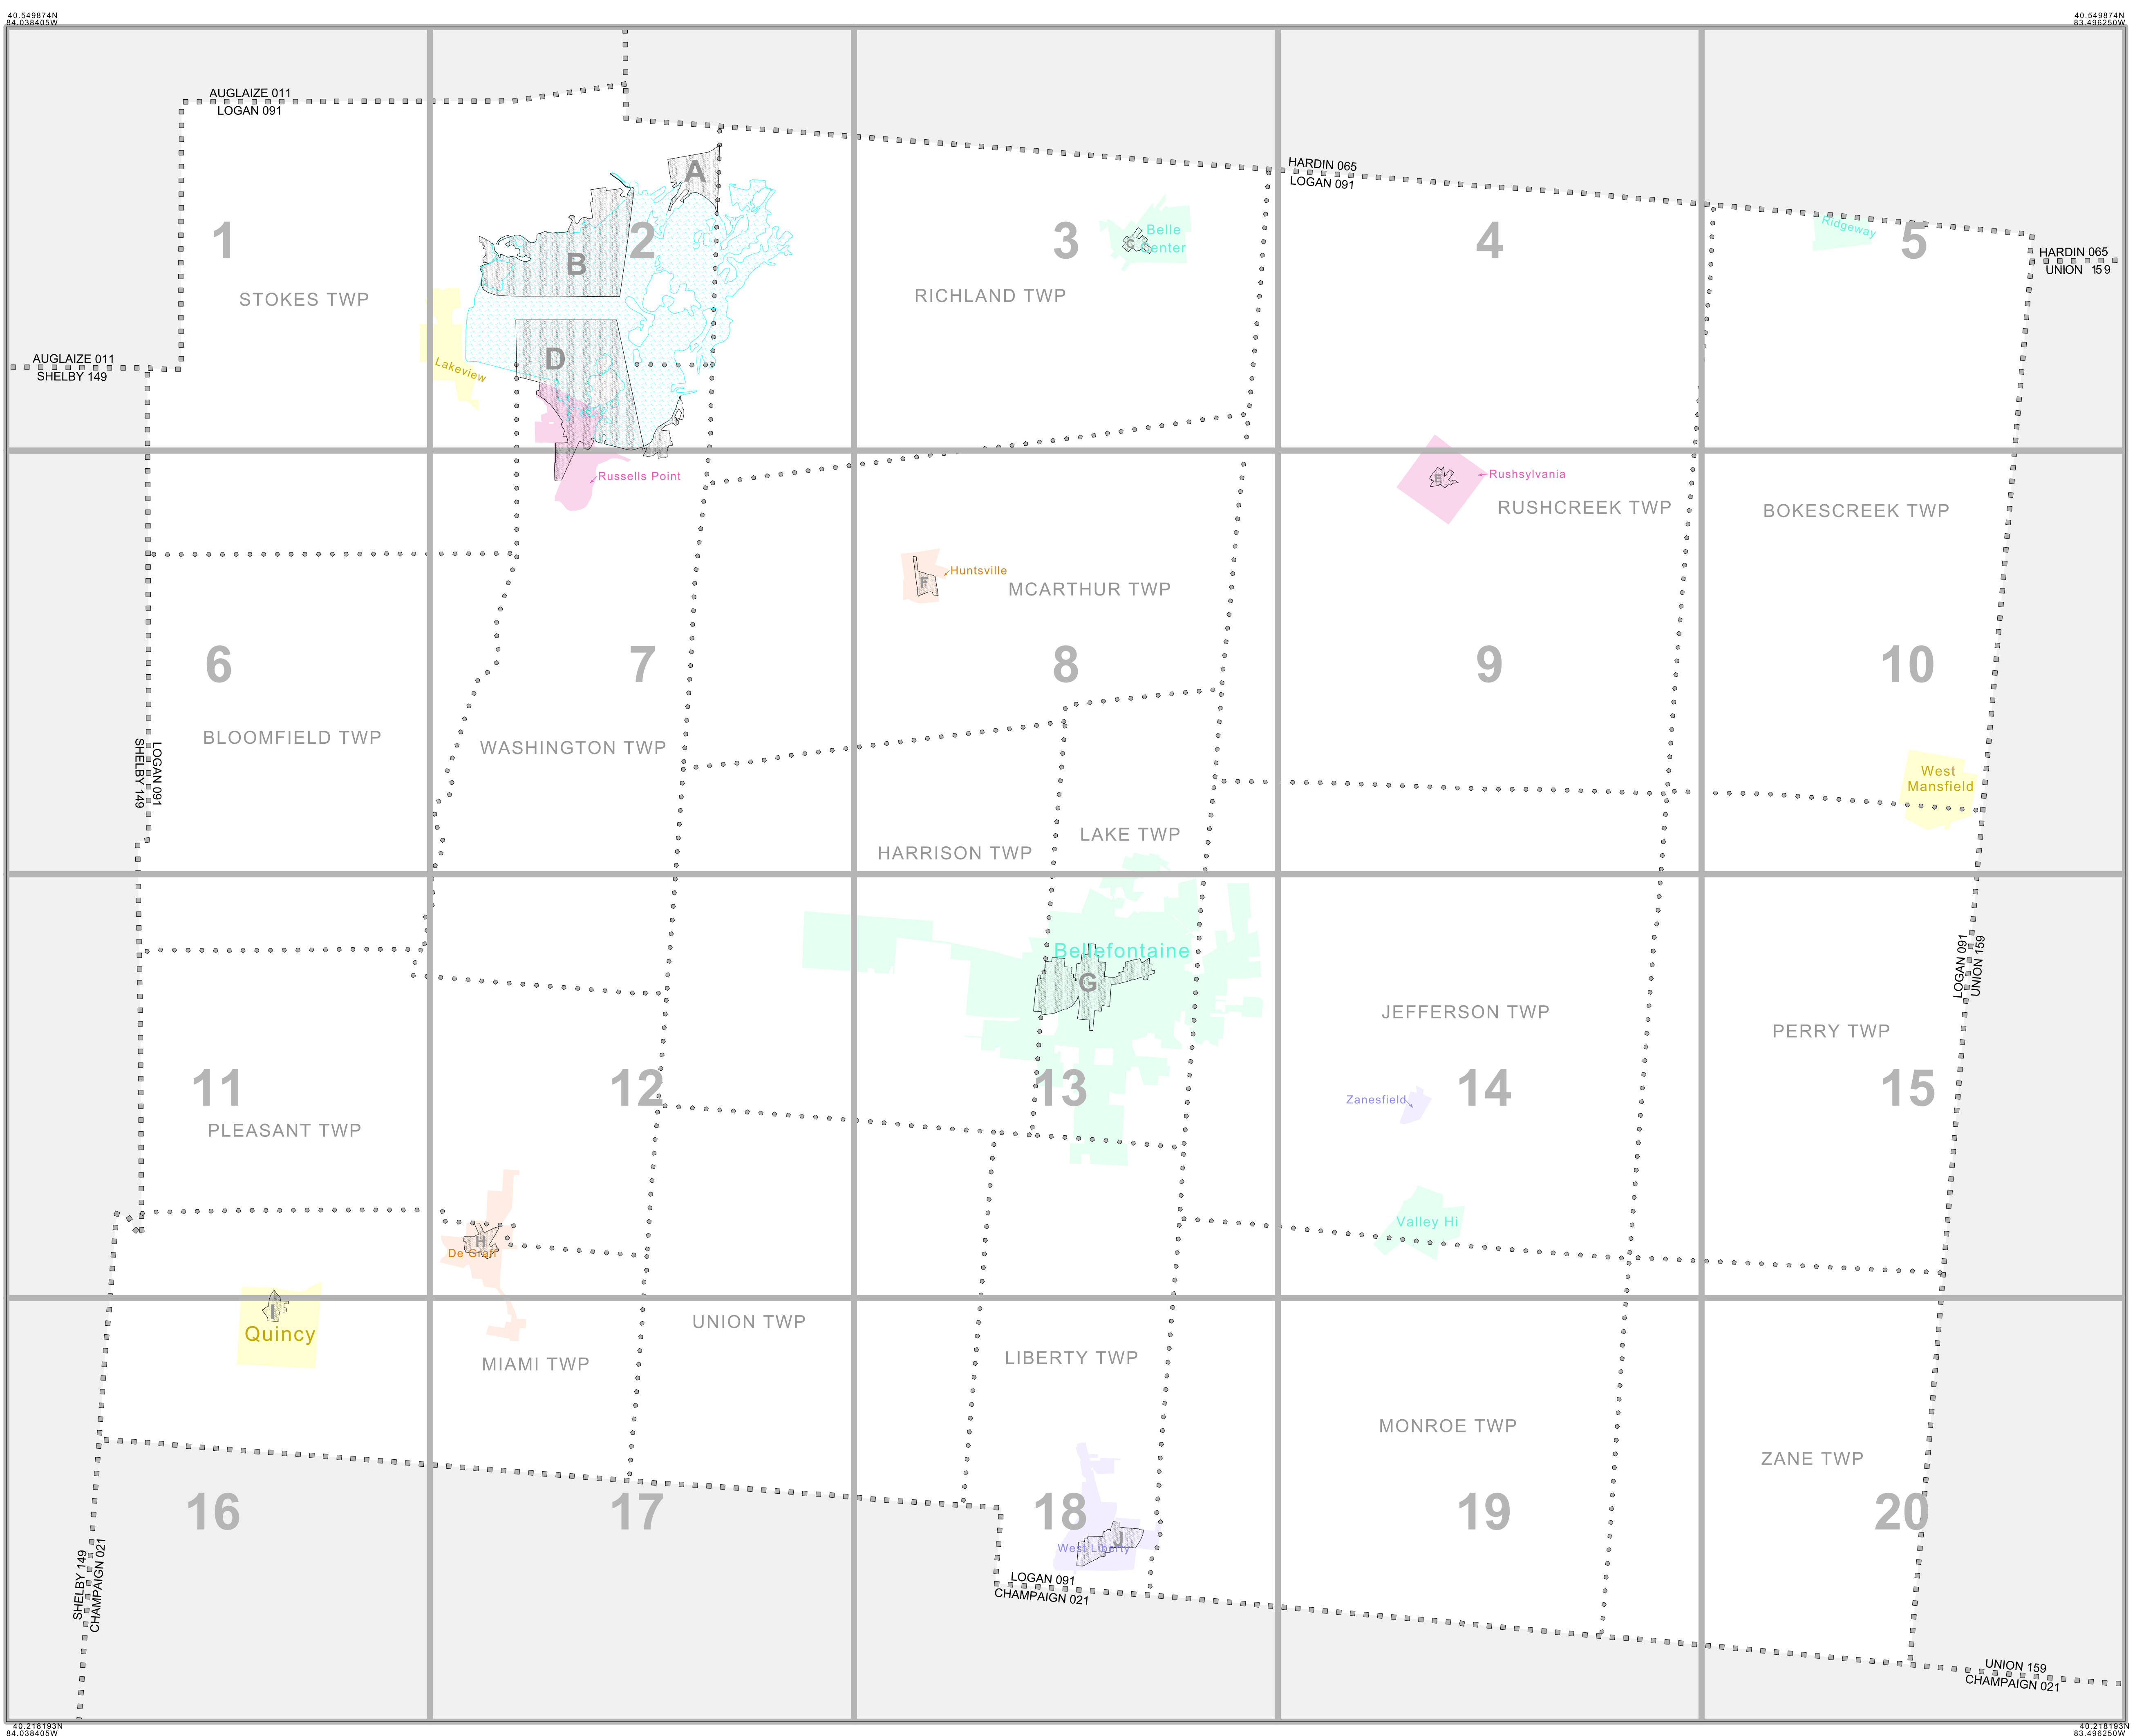 40.549874N
84.038405W
40.549874N
83.496250W
AUGLAIZE 011
LOGAN 091
HARDIN 065
LOGAN 091
A
Belle
Center
C
Ridgeway
1
2
3
4
5
B
HARDIN 065
UNION 159
STOKES TWP
RICHLAND TWP
AUGLAIZE 011
SHELBY 149
D
Lakeview
Russells Point
E
Rushsylvania
RUSHCREEK TWP
BOKESCREEK TWP
F
Huntsville
MCARTHUR TWP
6
7
8
9
10
BLOOMFIELD TWP
WASHINGTON TWP
LOGAN 091
SHELBY 149
West
Mansfield
LAKE TWP
HARRISON TWP
Bellefontaine
G
LOGAN 091
UNION 159
JEFFERSON TWP
PERRY TWP
11
12
13
14
15
Zanesfield
PLEASANT TWP
Valley Hi
H
De Graff
I
Quincy
UNION TWP
MIAMI TWP
LIBERTY TWP
MONROE TWP
ZANE TWP
16
17
18
19
20
J
West Liberty
SHELBY 149
CHAMPAIGN 021
LOGAN 091
CHAMPAIGN 021
UNION 159
CHAMPAIGN 021
40.218193N
84.038405W
40.218193N
83.496250W